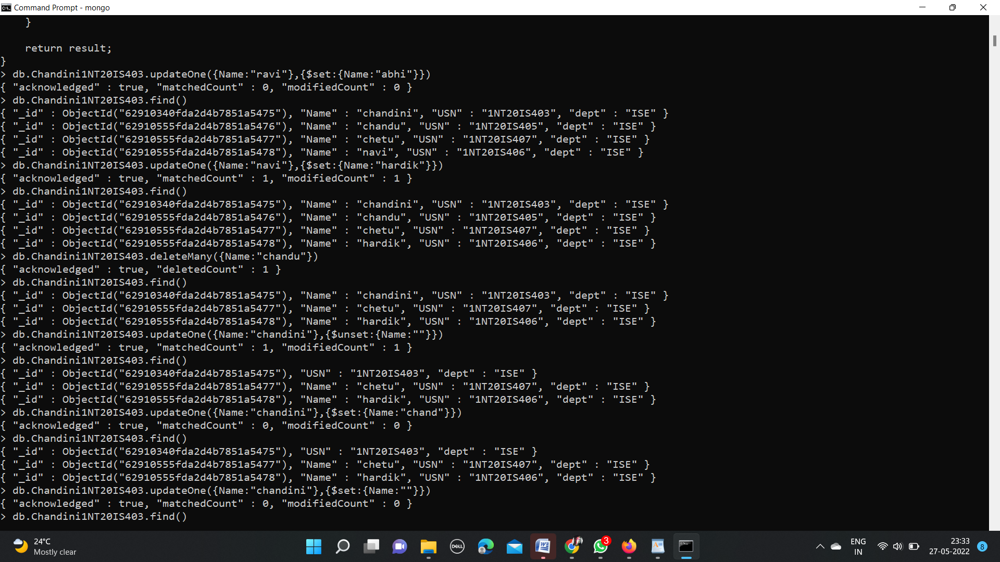 Command Prompt - mongo
    }
    return result;
}
> db.Chandini1NT20IS403.updateOne({Name:"ravi"},{$set:{Name:"abhi"}})
{ "acknowledged" : true, "matchedCount" : 0, "modifiedCount" : 0 }
> db.Chandini1NT20IS403.find()
{ "_id" : ObjectId("62910340fda2d4b7851a5475"), "Name" : "chandini", "USN" : "1NT20IS403", "dept" : "ISE" }
{ "_id" : ObjectId("62910555fda2d4b7851a5476"), "Name" : "chandu", "USN" : "1NT20IS405", "dept" : "ISE" }
{ "_id" : ObjectId("62910555fda2d4b7851a5477"), "Name" : "chetu", "USN" : "1NT20IS407", "dept" : "ISE" }
{ "_id" : ObjectId("62910555fda2d4b7851a5478"), "Name" : "navi", "USN" : "1NT20IS406", "dept" : "ISE" }
> db.Chandini1NT20IS403.updateOne({Name:"navi"},{$set:{Name:"hardik"}})
{ "acknowledged" : true, "matchedCount" : 1, "modifiedCount" : 1 }
> db.Chandini1NT20IS403.find()
{ "_id" : ObjectId("62910340fda2d4b7851a5475"), "Name" : "chandini", "USN" : "1NT20IS403", "dept" : "ISE" }
{ "_id" : ObjectId("62910555fda2d4b7851a5476"), "Name" : "chandu", "USN" : "1NT20IS405", "dept" : "ISE" }
{ "_id" : ObjectId("62910555fda2d4b7851a5477"), "Name" : "chetu", "USN" : "1NT20IS407", "dept" : "ISE" }
{ "_id" : ObjectId("62910555fda2d4b7851a5478"), "Name" : "hardik", "USN" : "1NT20IS406", "dept" : "ISE" }
> db.Chandini1NT20IS403.deleteMany({Name:"chandu"})
{ "acknowledged" : true, "deletedCount" : 1 }
> db.Chandini1NT20IS403.find()
{ "_id" : ObjectId("62910340fda2d4b7851a5475"), "Name" : "chandini", "USN" : "1NT20IS403", "dept" : "ISE" }
{ "_id" : ObjectId("62910555fda2d4b7851a5477"), "Name" : "chetu", "USN" : "1NT20IS407", "dept" : "ISE" }
{ "_id" : ObjectId("62910555fda2d4b7851a5478"), "Name" : "hardik", "USN" : "1NT20IS406", "dept" : "ISE" }
> db.Chandini1NT20IS403.updateOne({Name:"chandini"},{$unset:{Name:""}})
{ "acknowledged" : true, "matchedCount" : 1, "modifiedCount" : 1 }
> db.Chandini1NT20IS403.find()
{ "_id" : ObjectId("62910340fda2d4b7851a5475"), "USN" : "1NT20IS403", "dept" : "ISE" }
{ "_id" : ObjectId("62910555fda2d4b7851a5477"), "Name" : "chetu", "USN" : "1NT20IS407", "dept" : "ISE" }
{ "_id" : ObjectId("62910555fda2d4b7851a5478"), "Name" : "hardik", "USN" : "1NT20IS406", "dept" : "ISE" }
> db.Chandini1NT20IS403.updateOne({Name:"chandini"},{$set:{Name:"chand"}})
{ "acknowledged" : true, "matchedCount" : 0, "modifiedCount" : 0 }
> db.Chandini1NT20IS403.find()
{ "_id" : ObjectId("62910340fda2d4b7851a5475"), "USN" : "1NT20IS403", "dept" : "ISE" }
{ "_id" : ObjectId("62910555fda2d4b7851a5477"), "Name" : "chetu", "USN" : "1NT20IS407", "dept" : "ISE" }
{ "_id" : ObjectId("62910555fda2d4b7851a5478"), "Name" : "hardik", "USN" : "1NT20IS406", "dept" : "ISE" }
> db.Chandini1NT20IS403.updateOne({Name:"chandini"},{$set:{Name:""}})
{ "acknowledged" : true, "matchedCount" : 0, "modifiedCount" : 0 }
> db.Chandini1NT20IS403.find()
24°C
Mostly clear
DELL
3
ENG
IN
23:33
27-05-2022
8